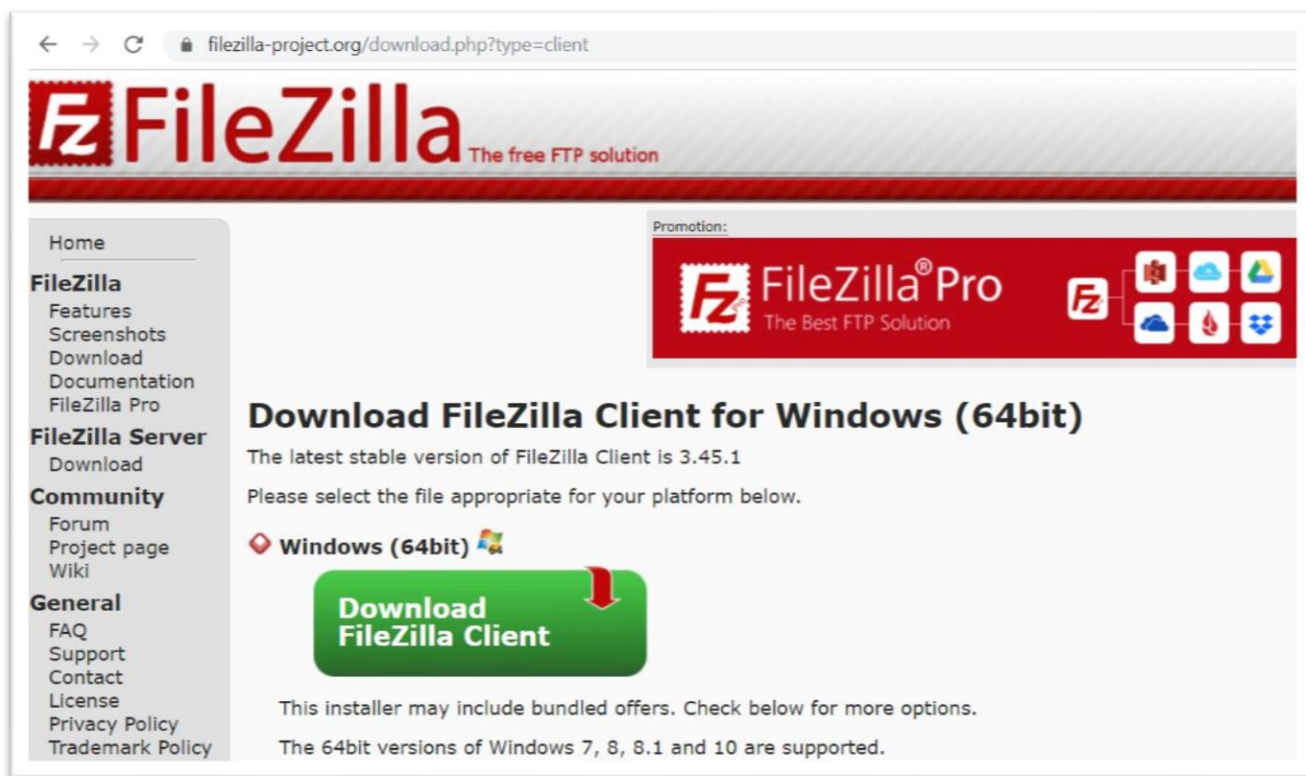 filezilla-project.org/download.php?type=client
Fz FileZilla The free FTP solution
Home
FileZilla
Features
Screenshots
Download
Documentation
FileZilla Pro
FileZilla Server
Download
Community
Forum
Project page
Wiki
General
FAQ
Support
Contact
License
Privacy Policy
Trademark Policy
Promotion:
Fz FileZilla® Pro
The Best FTP Solution
Fz
Download FileZilla Client for Windows (64bit)
The latest stable version of FileZilla Client is 3.45.1
Please select the file appropriate for your platform below.
Windows (64bit) 64
Download
FileZilla Client
This installer may include bundled offers. Check below for more options.
The 64bit versions of Windows 7, 8, 8.1 and 10 are supported.